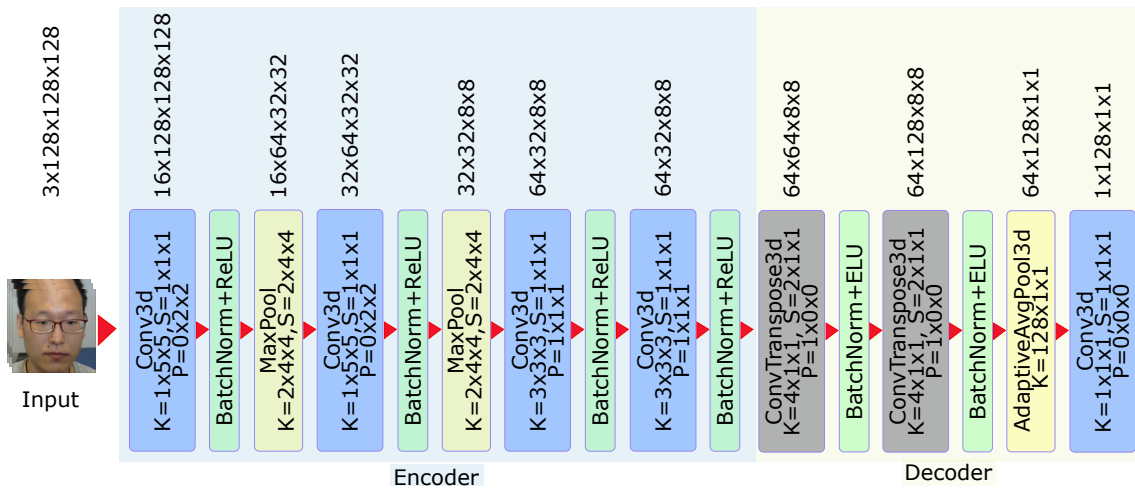 3x128x128x128
16x128x128x128
16x64x32x32
32x64x32x32
32x32x8x8
64x32x8x8
64x32x8x8
64x64x8x8
64x128x8x8
64x128x1x1
1x128x1x1
Input
Conv3d
K=1x5x5,S=1x1x1
P=0x2x2
BatchNorm+ReLU
MaxPool
K=2x4x4,S=2x4x4
Conv3d
K=1x5x5,S=1x1x1
P=0x2x2
BatchNorm+ReLU
MaxPool
K=2x4x4,S=2x4x4
Conv3d
K=3x3x3,S=1x1x1
P=1x1x1
BatchNorm+ReLU
Conv3d
K=3x3x3,S=1x1x1
P=1x1x1
BatchNorm+ReLU
ConvTranspose3d
K=4x1x1,S=2x1x1
P=1x0x0
BatchNorm+ELU
ConvTranspose3d
K=4x1x1,S=2x1x1
P=1x0x0
BatchNorm+ELU
AdaptiveAvgPool3d
K=128x1x1
Conv3d
K=1x1x1,S=1x1x1
P=0x0x0
Encoder
Decoder